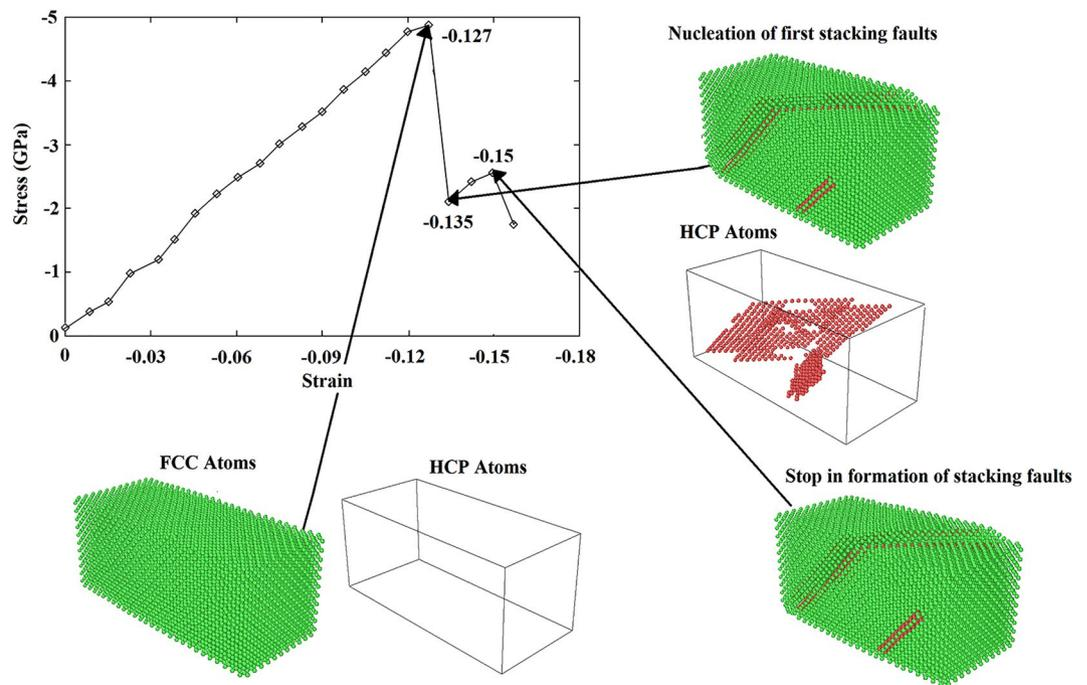 -5
-4
-3
-2
-1
0
Stress (GPa)
0
-0.03
-0.06
-0.09
-0.12
-0.15
-0.18
Strain
-0.127
-0.15
-0.135
Nucleation of first stacking faults
HCP Atoms
FCC Atoms
HCP Atoms
Stop in formation of stacking faults